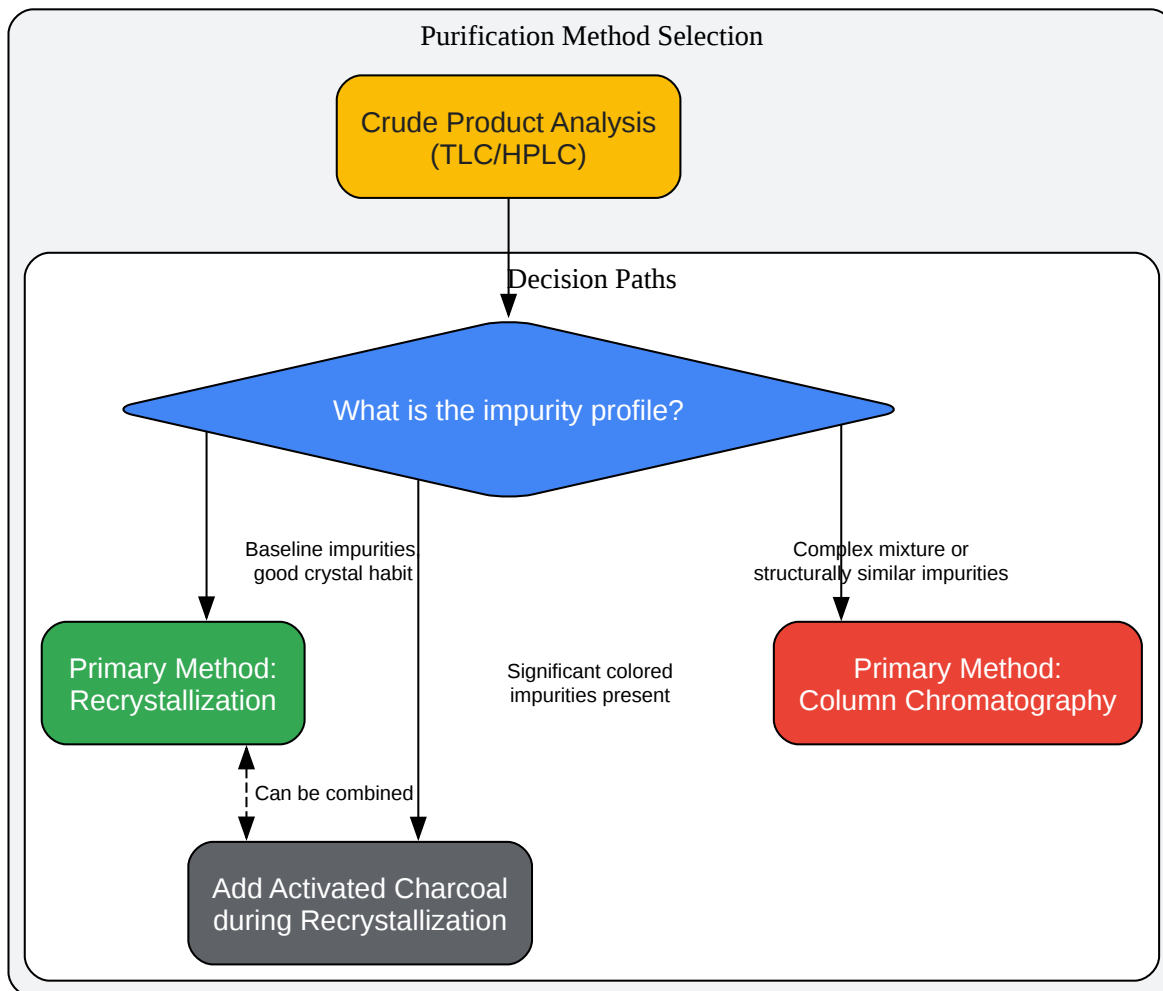 Purification Method Selection
Crude Product Analysis
(TLC/HPLC)
Decision Paths
What is the impurity profile?
Baseline impurities,
good crystal habit
Complex mixture or
structurally similar impurities
Primary Method:
Recrystallization
Significant colored
impurities present
Primary Method:
Column Chromatography
Can be combined
Add Activated Charcoal
during Recrystallization